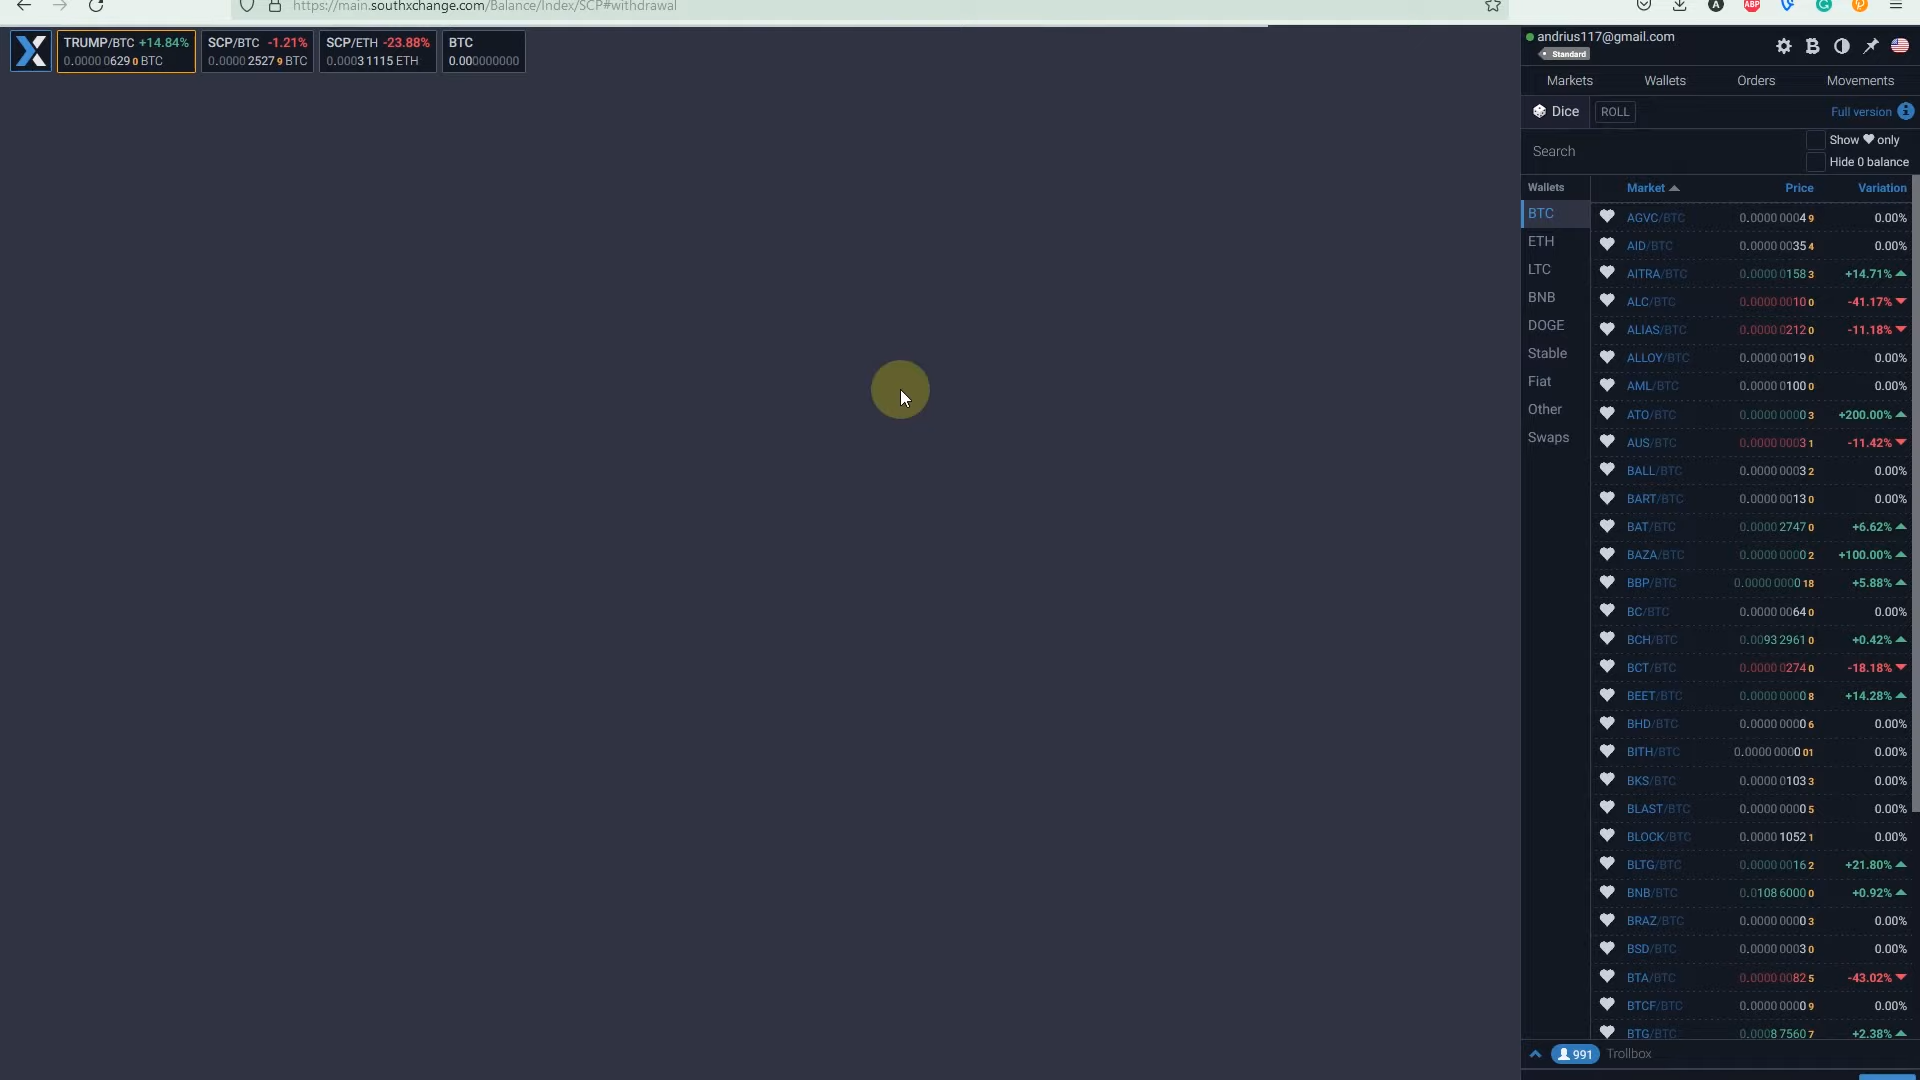 https://main.southxchange.com/Balance/Index/SCP#withdrawal
TRUMP/BTC +14.84%
0.0000 0629 0 BTC
SCP/BTC -1.21%
0.0000 2527 9 BTC
SCP/ETH -23.88%
0.0003 1115 ETH
BTC
0.000000000
andrius117@gmail.com
Standard
Markets Wallets Orders Movements
Dice ROLL Full version
Search
Show only
Hide 0 balance
Wallets
BTC
ETH
LTC
BNB
DOGE
Stable
Fiat
Other
Swaps
Market Price Variation
AGVC/BTC 0.0000 0004 9 0.00%
AID/BTC 0.0000 0035 4 0.00%
AITRA/BTC 0.0000 0158 3 +14.71%
ALC/BTC 0.0000 0010 0 -41.17%
ALIAS/BTC 0.0000 0212 0 -11.18%
ALLOY/BTC 0.0000 0019 0 0.00%
AML/BTC 0.0000 0100 0 0.00%
ATO/BTC 0.0000 0000 3 +200.00%
AUS/BTC 0.0000 0003 1 -11.42%
BALL/BTC 0.0000 0003 2 0.00%
BART/BTC 0.0000 0013 0 0.00%
BAT/BTC 0.0000 2747 0 +6.62%
BAZA/BTC 0.0000 0000 2 +100.00%
BBP/BTC 0.0000 0000 18 +5.88%
BC/BTC 0.0000 0064 0 0.00%
BCH/BTC 0.0093 2961 0 +0.42%
BCT/BTC 0.0000 0274 0 -18.18%
BEET/BTC 0.0000 0000 8 +14.28%
BHD/BTC 0.0000 0000 6 0.00%
BITH/BTC 0.0000 0000 01 0.00%
BKS/BTC 0.0000 0103 3 0.00%
BLAST/BTC 0.0000 0000 5 0.00%
BLOCK/BTC 0.0000 1052 1 0.00%
BLTG/BTC 0.0000 0016 2 +21.80%
BNB/BTC 0.0108 6000 0 +0.92%
BRAZ/BTC 0.0000 0000 3 0.00%
BSD/BTC 0.0000 0003 0 0.00%
BTA/BTC 0.0000 0082 5 -43.02%
BTCF/BTC 0.0000 0000 9 0.00%
BTG/BTC 0.0008 7560 7 +2.38%
991 Trollbox